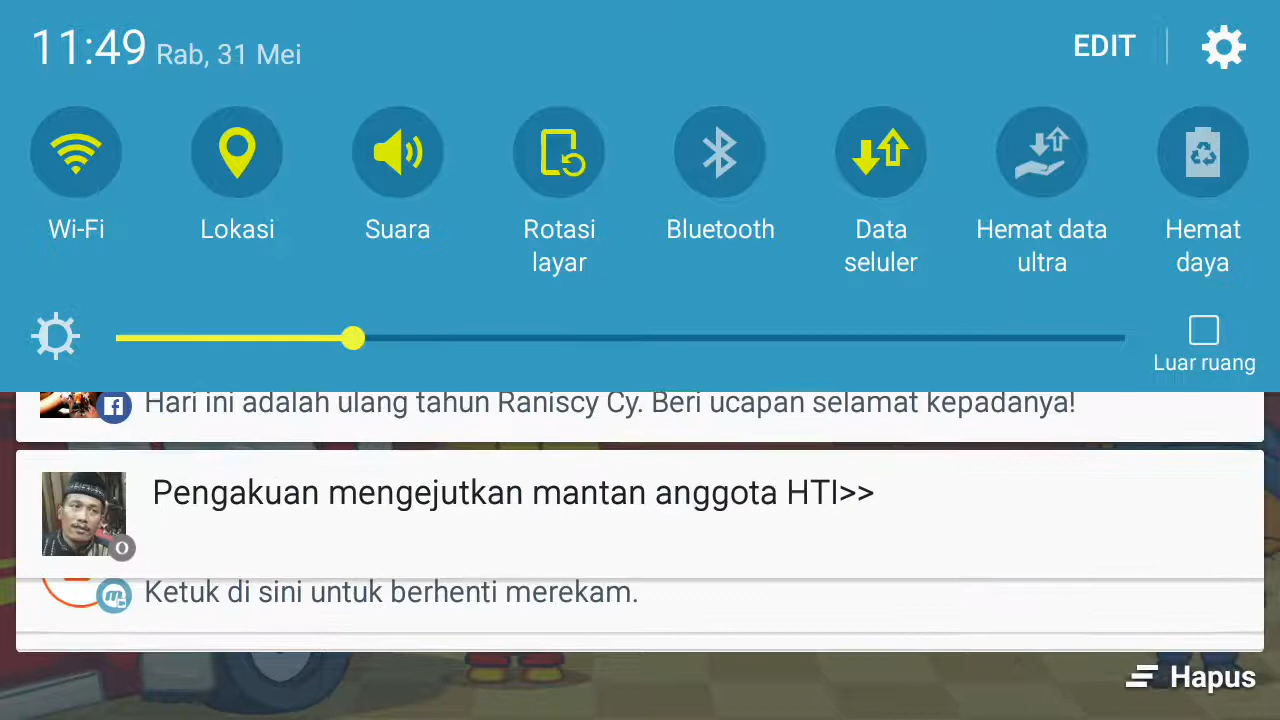 11:49 Rab, 31 Mei
EDIT
Wi-Fi
Lokasi
Suara
Rotasi
layar
Bluetooth
Data
seluler
Hemat data
ultra
Hemat
daya
Luar ruang
Hari ini adalah ulang tahun Raniscy Cy. Beri ucapan selamat kepadanya!
Pengakuan mengejutkan mantan anggota HTI>>
Ketuk di sini untuk berhenti merekam.
Hapus